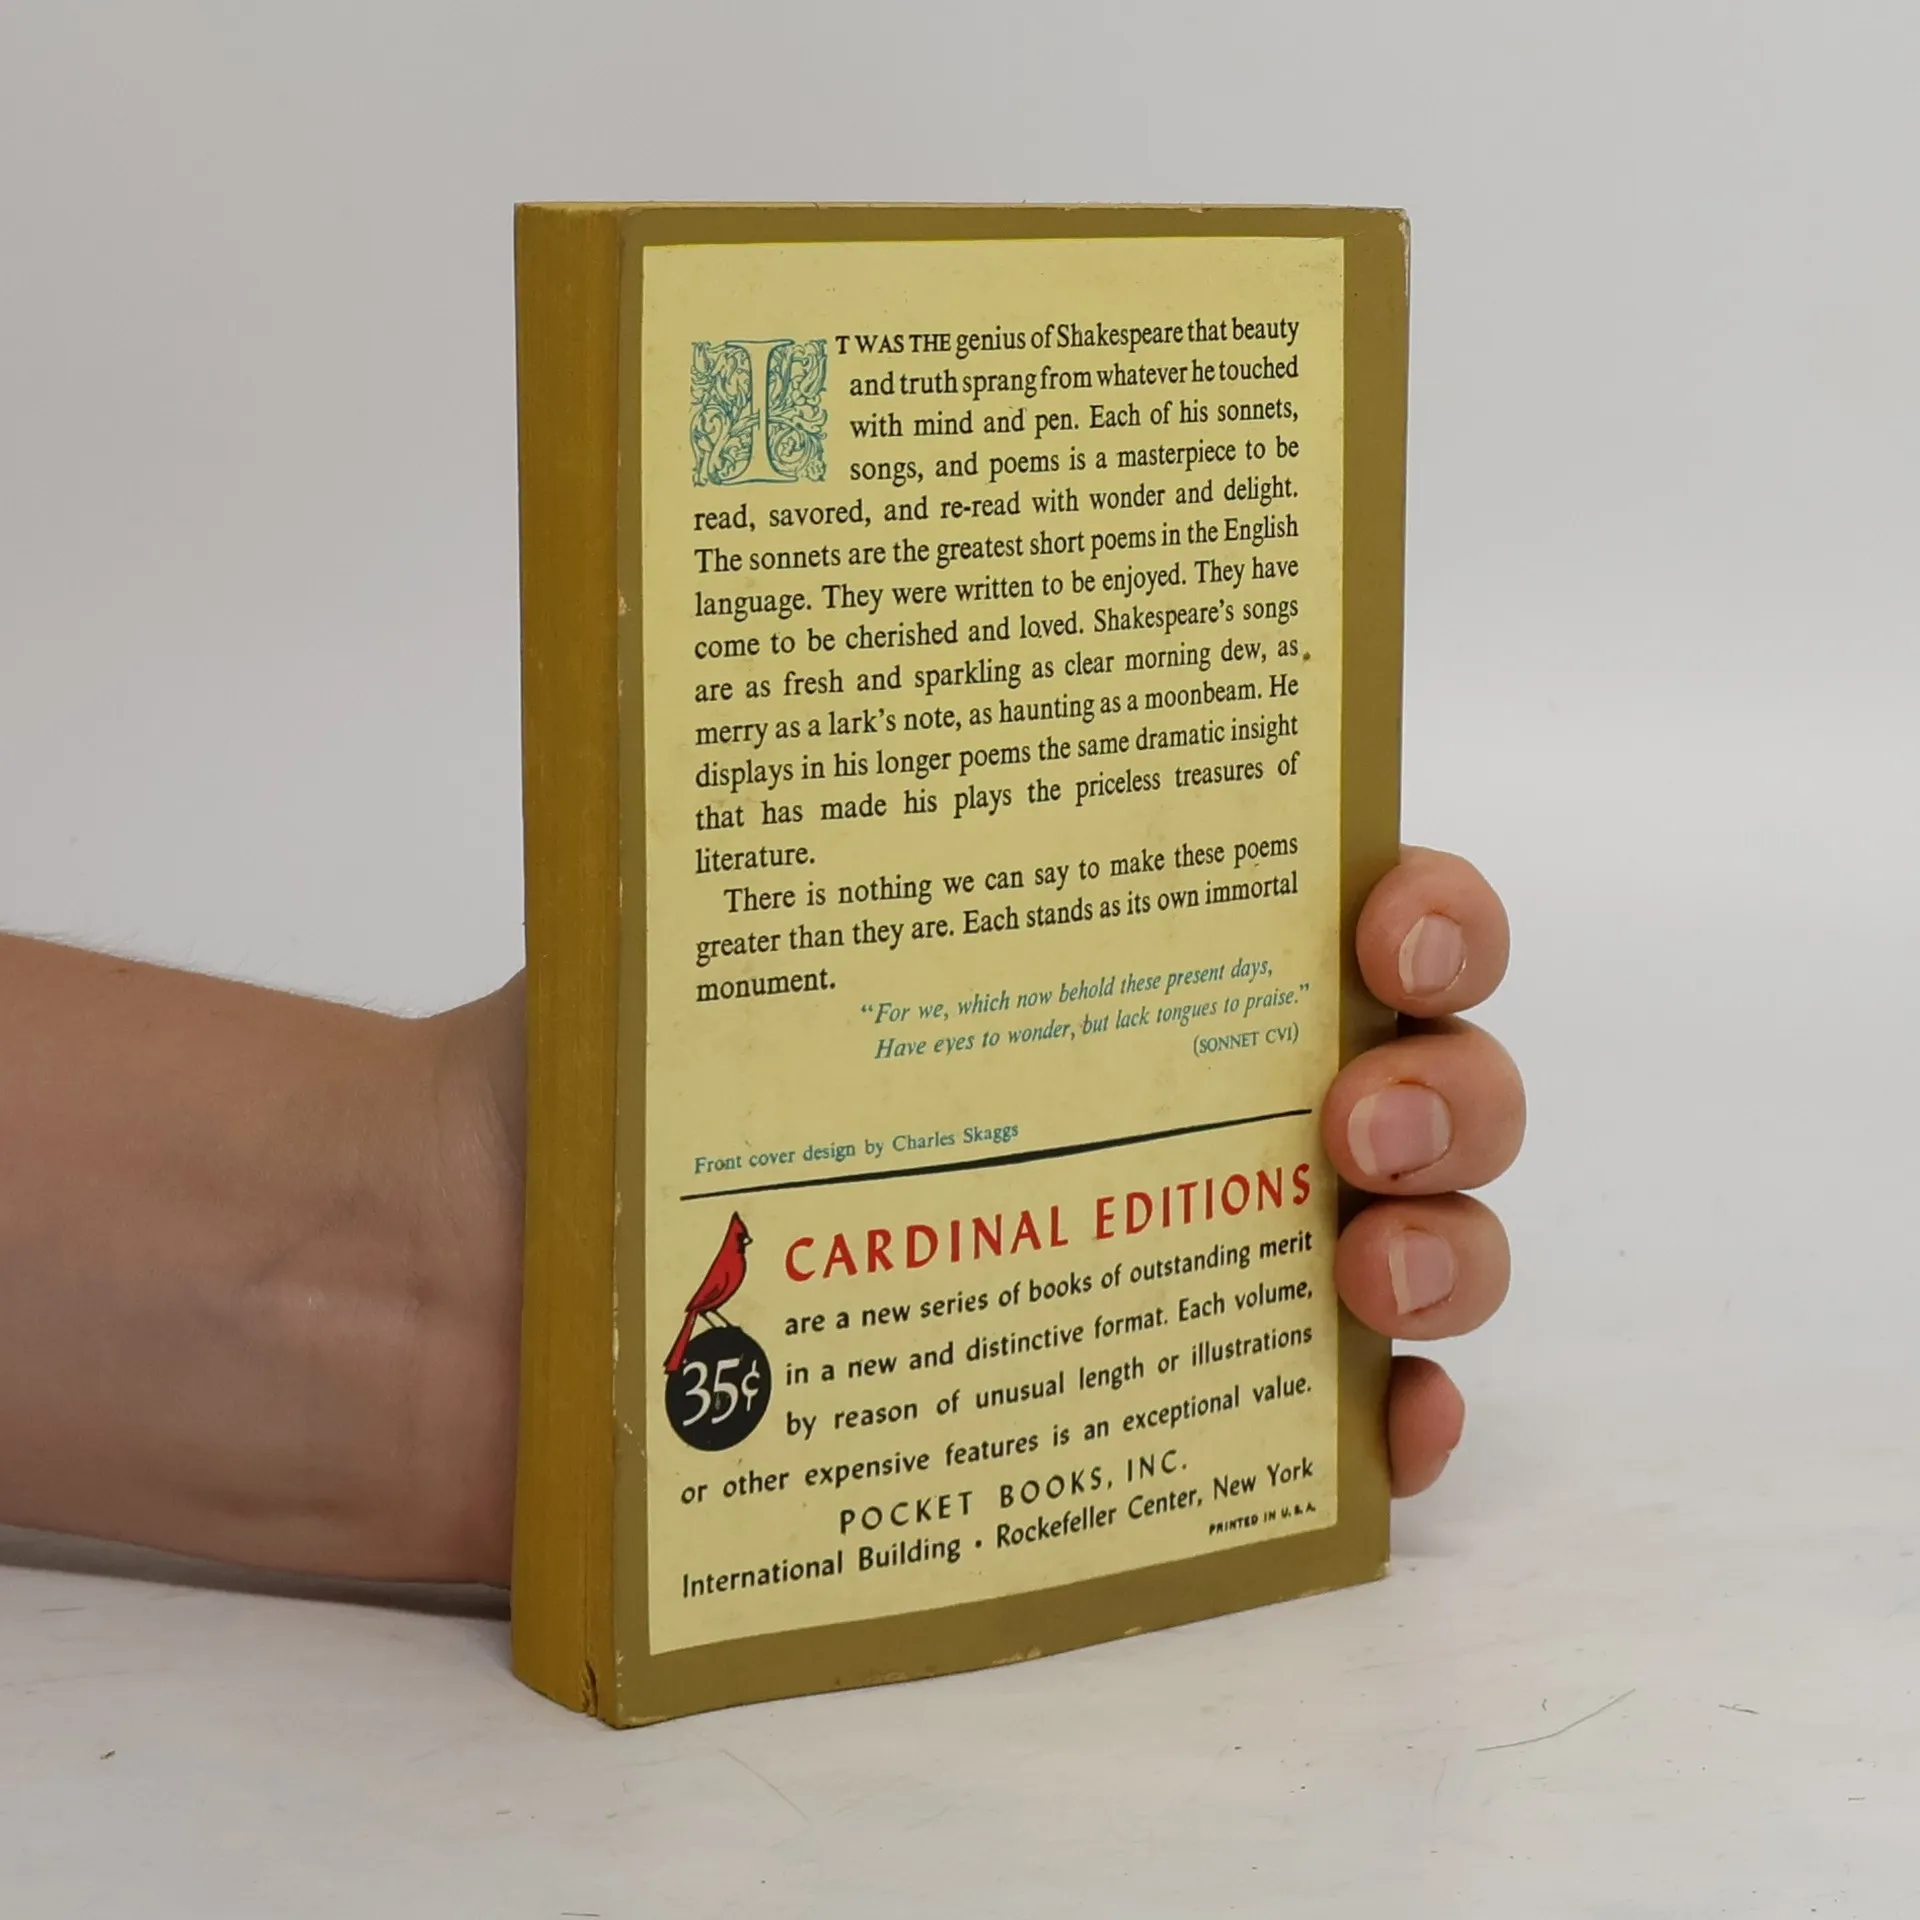 IT WAS THE genius of Shakespeare that beauty
and truth sprang from whatever he touched
with mind and pen. Each of his sonnets,
songs, and poems is a masterpiece to be
read, savored, and re-read with wonder and delight.
The sonnets are the greatest short poems in the English
language. They were written to be enjoyed. They have
come to be cherished and loved. Shakespeare's songs
are as fresh and sparkling as clear morning dew, as
merry as a lark's note, as haunting as a moonbeam. He
displays in his longer poems the same dramatic insight
that has made his plays the priceless treasures of
literature.
There is nothing we can say to make these poems
greater than they are. Each stands as its own immortal
monument.
"For we, which now behold these present days,
Have eyes to wonder, but lack tongues to praise."
(SONNET CVI)
Front cover design by Charles Skaggs
CARDINAL EDITIONS
are a new series of books of outstanding merit
in a new and distinctive format. Each volume,
by reason of unusual length or illustrations
or other expensive features is an exceptional value.
35¢
POCKET BOOKS, INC.
International Building • Rockefeller Center, New York
PRINTED IN U.S.A.